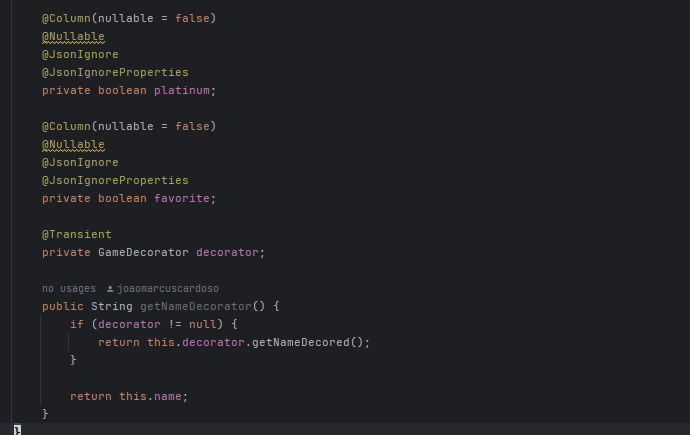 @Column(nullable = false)
@Nullable
@JsonIgnore
@JsonIgnoreProperties
private boolean platinum;
@Column(nullable = false)
@Nullable
@JsonIgnore
@JsonIgnoreProperties
private boolean favorite;
@Transient
private GameDecorator decorator;
no usages joaomarcuscardoso
public String getNameDecorator() {
if (decorator != null) {
return this.decorator.getNameDecored();
}
return this.name;
}
}